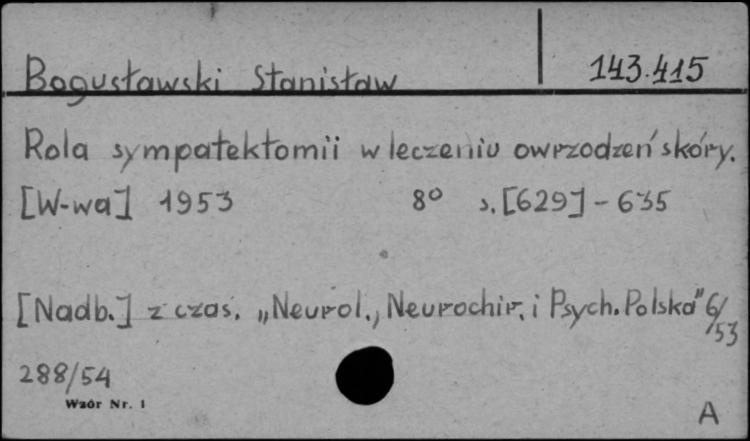 Bogusławski Stanisław 143.415
Rola sympatektomii w leczeniu owrzodzeń skóry.
[W-wa] 1953 8° s. [629] - 635
[Nadb.] z czas. „Neurol., Neurochir. i Psych. Polska" 6/53
288/54
Wzór Nr. 1
A